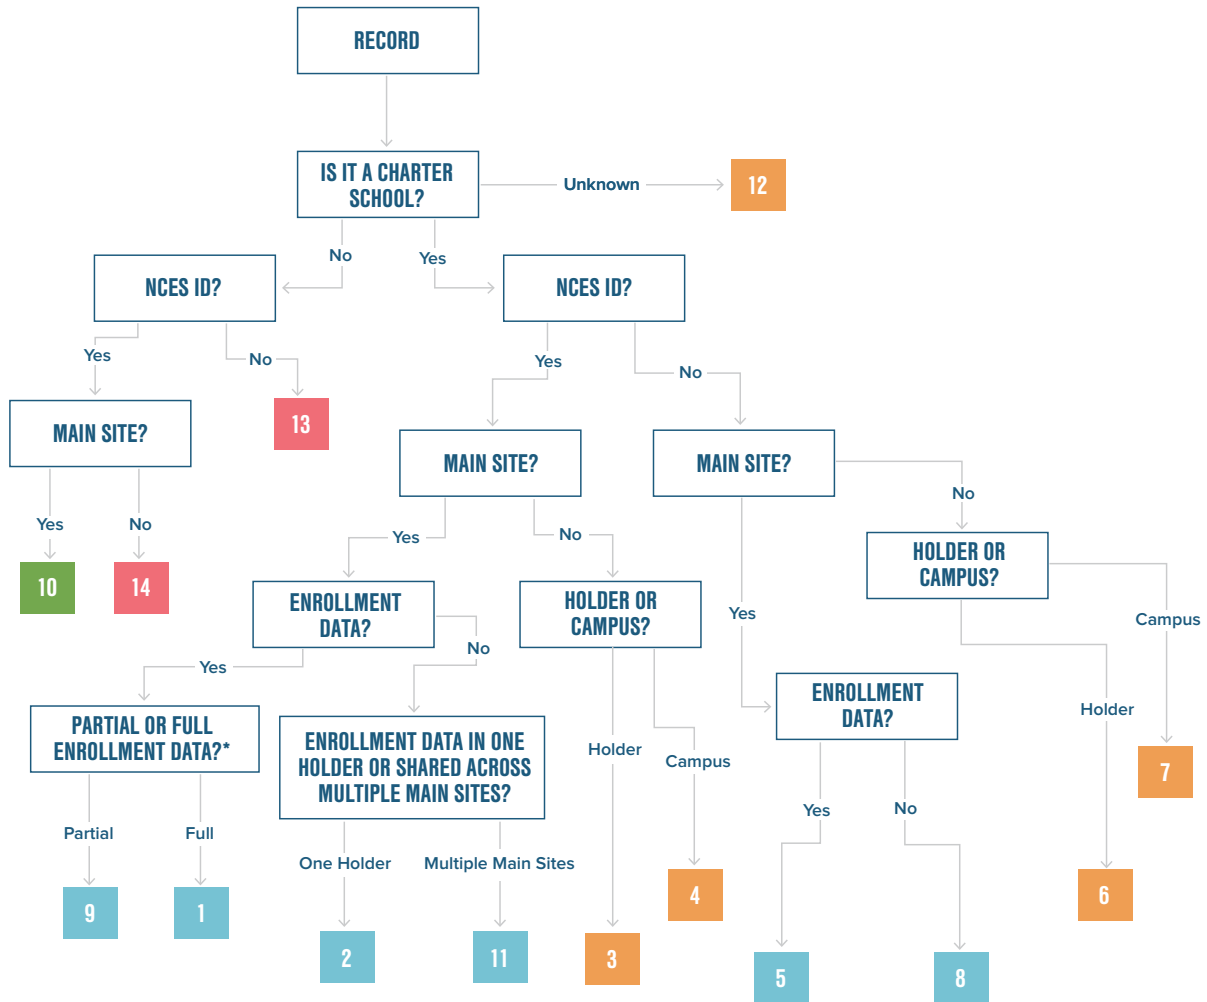 RECORD
IS IT A CHARTER
SCHOOL?
Unknown
12
No
Yes
NCES ID?
NCES ID?
Yes
No
Yes
No
13
MAIN SITE?
MAIN SITE?
MAIN SITE?
Yes
No
Yes
No
No
10
14
HOLDER OR
CAMPUS?
ENROLLMENT
DATA?
HOLDER OR
CAMPUS?
Yes
Campus
Yes
No
ENROLLMENT
DATA?
Holder
PARTIAL OR FULL
ENROLLMENT DATA?*
ENROLLMENT DATA IN ONE
HOLDER OR SHARED ACROSS
MULTIPLE MAIN SITES?
Holder
Campus
7
Yes
No
Partial
Full
One Holder
Multiple Main Sites
4
6
9
1
2
11
3
5
8